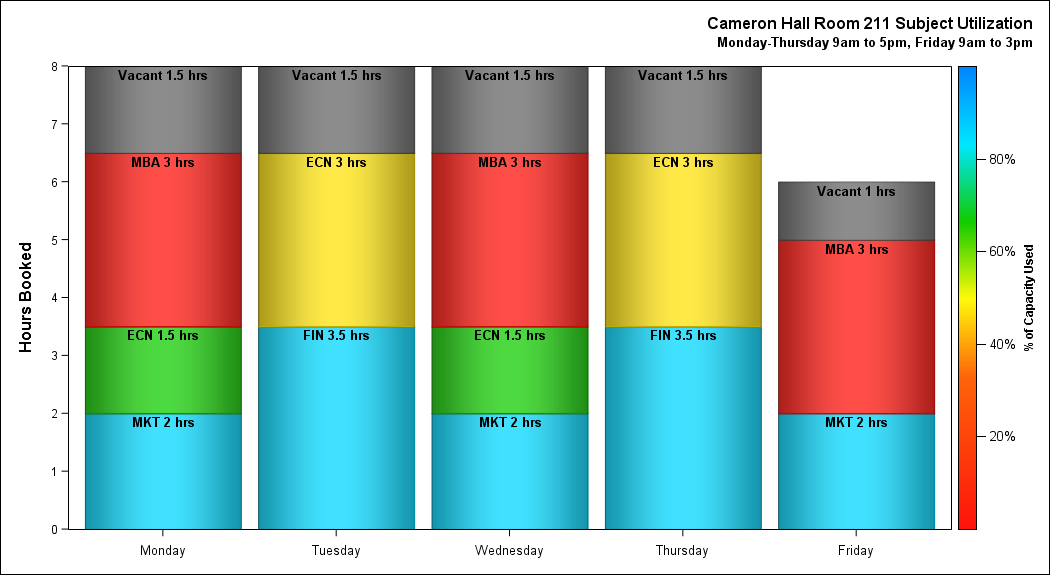 Cameron Hall Room 211 Subject Utilization
Monday-Thursday 9am to 5pm, Friday 9am to 3pm
Hours Booked
8
7
6
5
4
3
2
1
0
Vacant 1.5 hrs
MBA 3 hrs
ECN 1.5 hrs
MKT 2 hrs
Vacant 1.5 hrs
ECN 3 hrs
FIN 3.5 hrs
Vacant 1.5 hrs
MBA 3 hrs
ECN 1.5 hrs
MKT 2 hrs
Vacant 1.5 hrs
ECN 3 hrs
FIN 3.5 hrs
Vacant 1 hrs
MBA 3 hrs
MKT 2 hrs
Monday
Tuesday
Wednesday
Thursday
Friday
80%
60%
40%
20%
% of Capacity Used